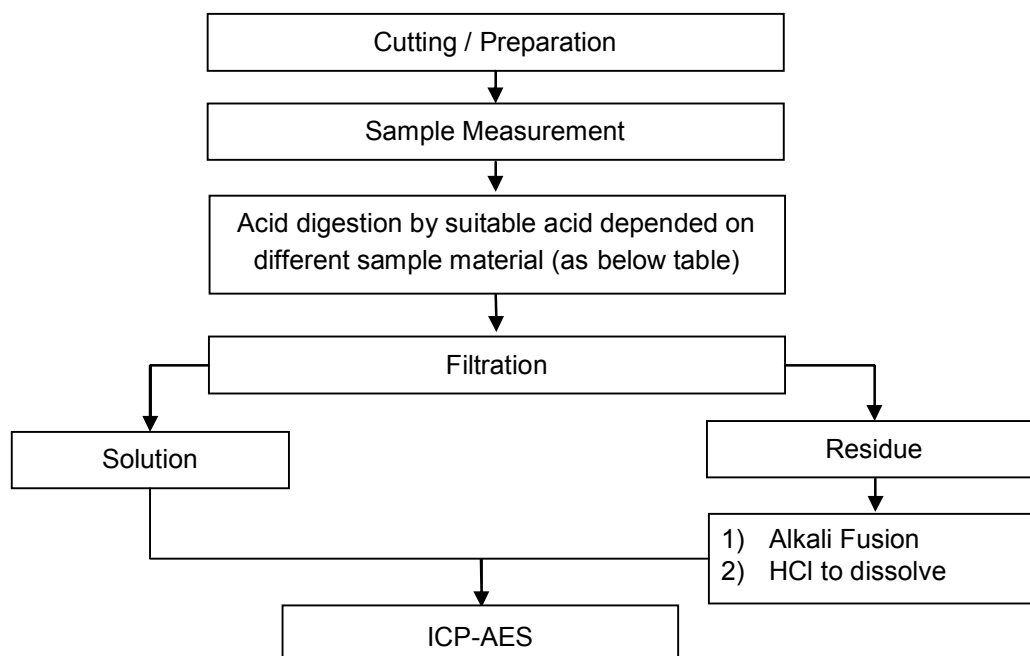 Cutting / Preparation
Sample Measurement
Acid digestion by suitable acid depended on
different sample material (as below table)
Filtration
Solution
Residue
1) Alkali Fusion
2) HCl to dissolve
ICP-AES